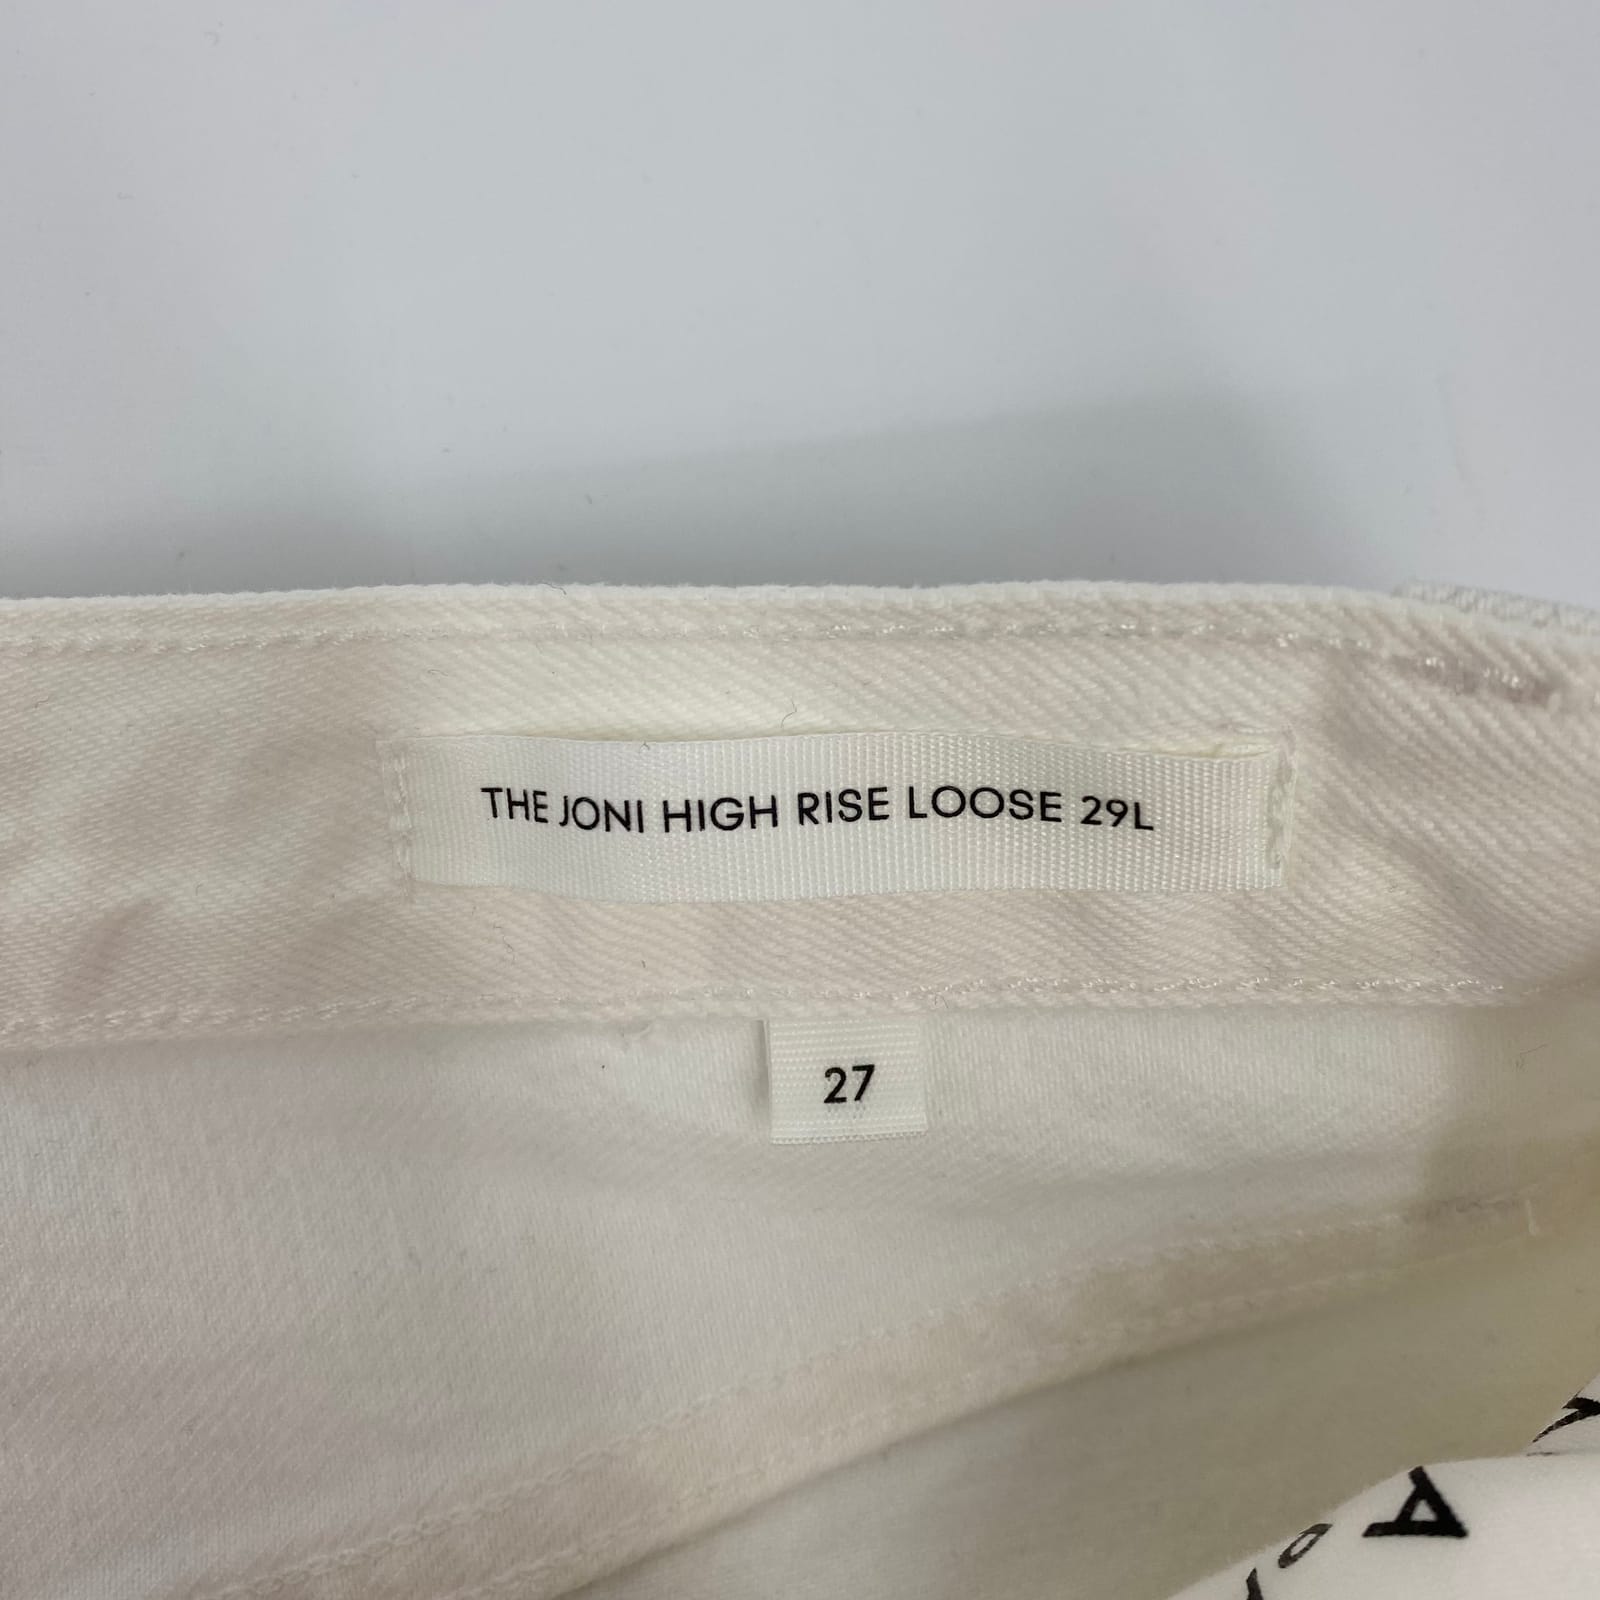 THE JONI HIGH RISE LOOSE 29L
27